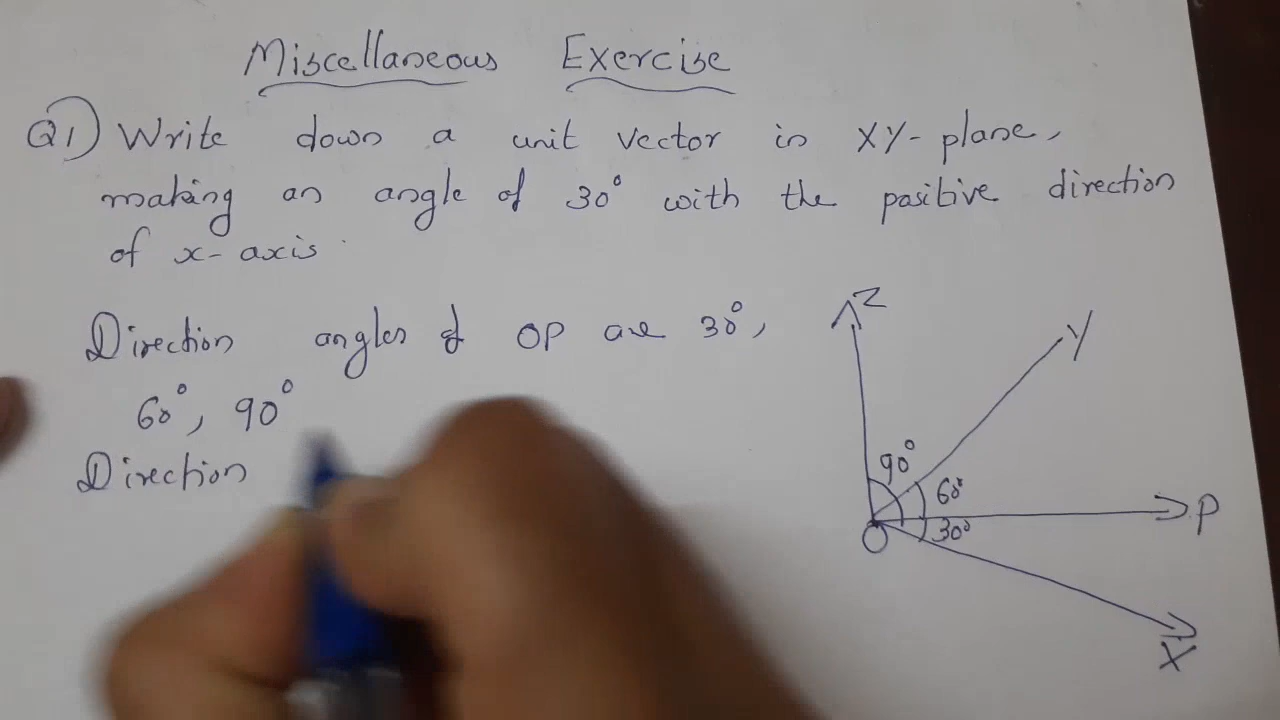 Miscellaneous Exercise
Q1) Write down a unit vector in XY-plane,
making an angle of 30° with the pasitive direction
of x-axis.
Direction angles of OP are 30°,
60°, 90°
Direction
Z
Y
90°
60°
P
30°
O
X